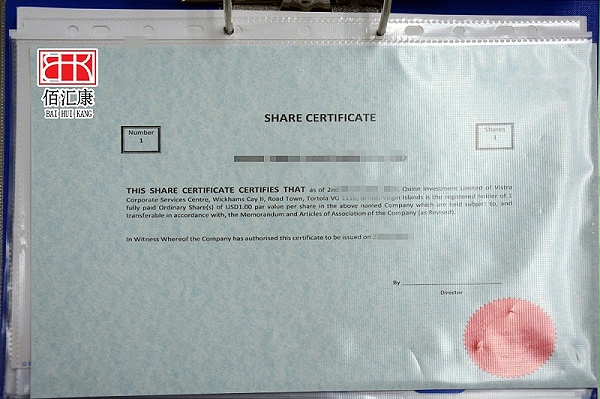 佰汇康
BAI HUI KANG
SHARE CERTIFICATE
Number
1
Shares
1
THIS SHARE CERTIFICATE CERTIFIES THAT as of 2nd Quinn Investment Limited of Vistra
Corporate Services Centre, Wickhams Cay II, Road Town, Tortola VG 1110, British Virgin Islands is the registered holder of 1
fully paid Ordinary Share(s) of USD1.00 par value per share in the above named Company which are held subject to, and
transferable in accordance with, the Memorandum and Articles of Association of the Company (as Revised).
In Witness Whereof the Company has authorised this certificate to be issued on
By
Director